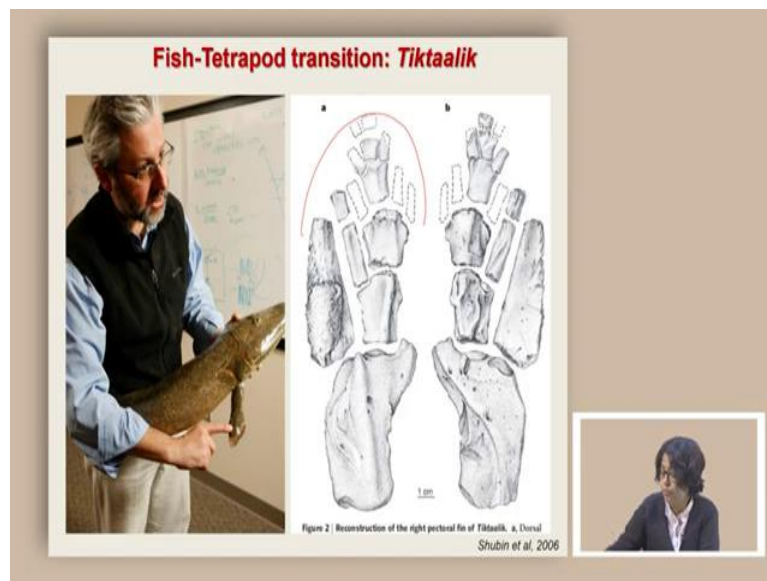 Fish-Tetrapod transition: Tiktaalik
a
b
1 cm
Figure 2 | Reconstruction of the right pectoral fin of Tiktaalik. a, Dorsal
Shubin et al, 2006